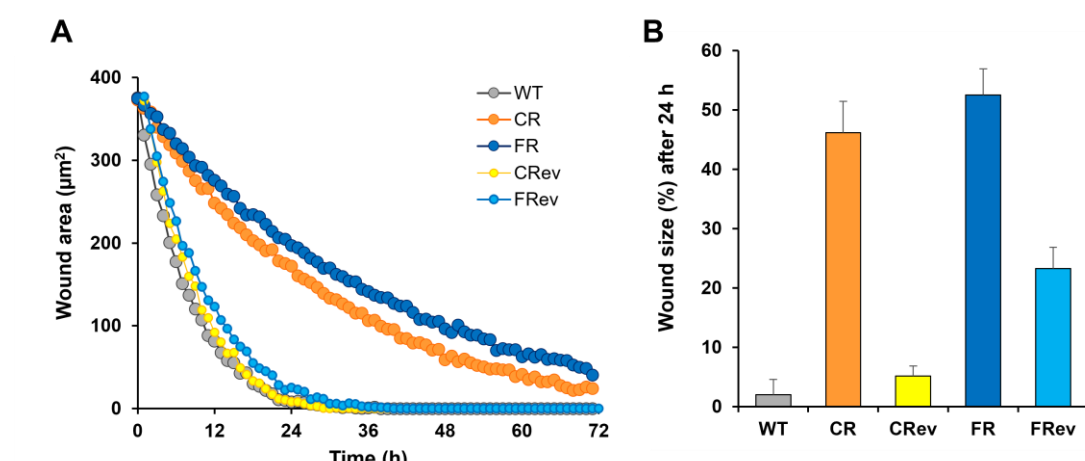 A
Wound area (µm²)
400
300
200
100
0
0 12 24 36 48 60 72
Time (h)
WT
CR
FR
CRev
FRev
B
Wound size (%) after 24 h
60
50
40
30
20
10
0
WT CR CRev FR FRev